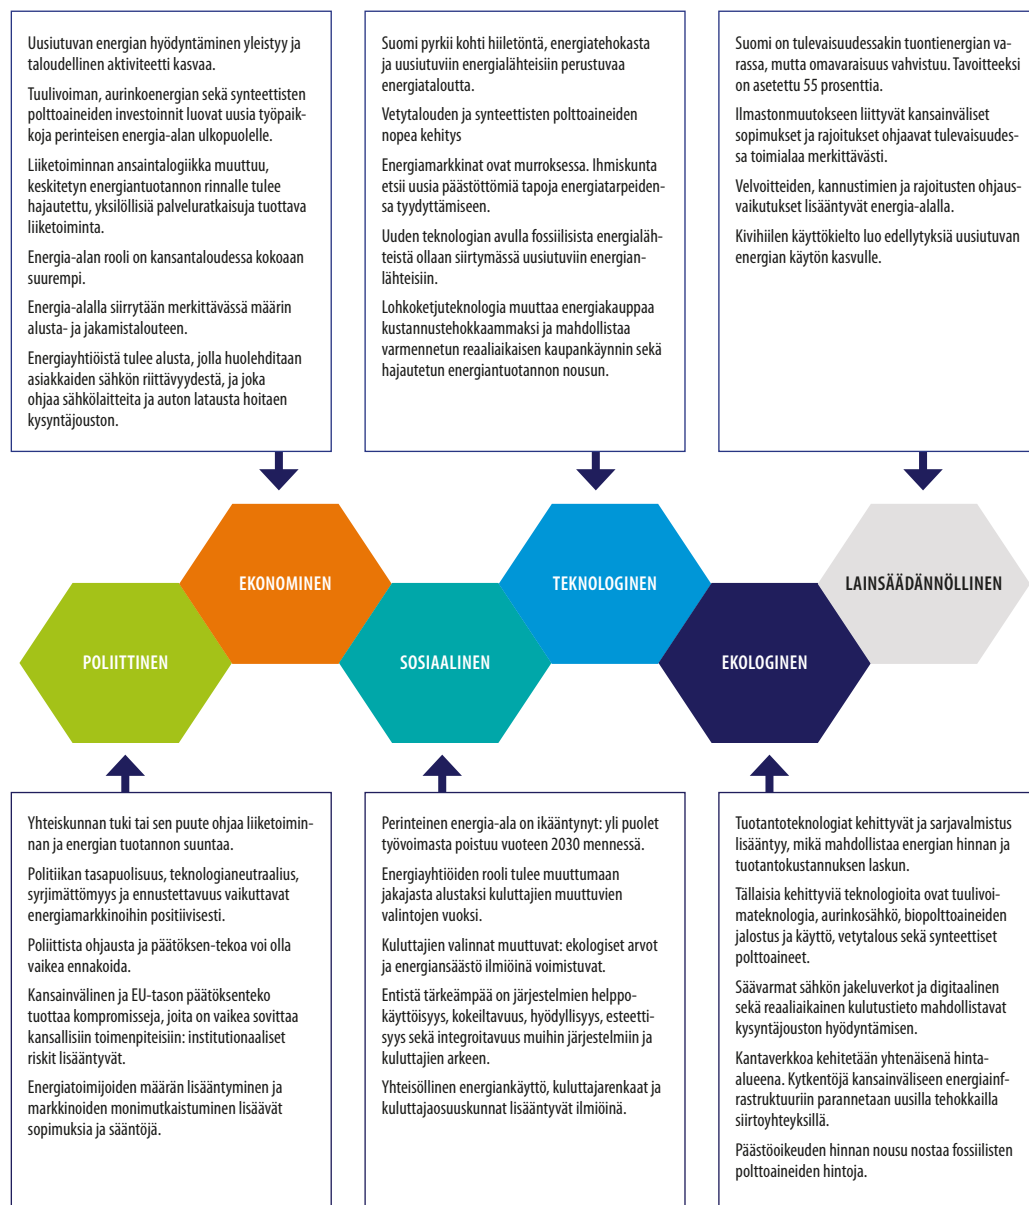 Uusiutuvan energian hyödyntäminen yleistyy ja
taloudellinen aktiviteetti kasvaa.
Tuulivoiman, aurinkoenergian sekä synteettisten
polttoaineiden investoinnit luovat uusia työpaik-
koja perinteisen energia-alan ulkopuolelle.
Liiketoiminnan ansaintalogiikka muuttuu,
keskitetyn energiantuotannon rinnalle tulee
hajautettu, yksilöllisiä palveluratkaisuja tuottava
liiketoiminta.
Energia-alan rooli on kansantaloudessa kokoaan
suurempi.
Energia-alalla siirrytään merkittävässä määrin
alusta- ja jakamistalouteen.
Energiayhtiöistä tulee alusta, jolla huolehditaan
asiakkaiden sähkön riittävyydestä, ja joka
ohjaa sähkölaitteita ja auton latausta hoitaen
kysyntäjouston.
Suomi pyrkii kohti hiiletöntä, energiatehokasta
ja uusiutuviin energialähteisiin perustuvaa
energiataloutta.
Vetytalouden ja synteettisten polttoaineiden
nopea kehitys
Energiamarkkinat ovat murroksessa. Ihmiskunta
etsii uusia päästöttömiä tapoja energiatarpeiden-
sa tyydyttämiseen.
Uuden teknologian avulla fossiilisista energialäh-
teistä ollaan siirtymässä uusiutuviin energian-
lähteisiin.
Lohkoketjuteknologia muuttaa energiakauppaa
kustannustehokkaammaksi ja mahdollistaa
varmennetun reaaliaikaisen kaupankäynnin sekä
hajautetun energiantuotannon nousun.
Suomi on tulevaisuudessakin tuontienergian va-
rassa, mutta omavaraisuus vahvistuu. Tavoitteeksi
on asetettu 55 prosenttia.
Ilmastonmuutokseen liittyvät kansainväliset
sopimukset ja rajoitukset ohjaavat tulevaisuudes-
sa toimialaa merkittävästi.
Velvoitteiden, kannustimien ja rajoitusten ohjaus-
vaikutukset lisääntyvät energia-alalla.
Kivihiilen käyttökielto luo edellytyksiä uusiutuvan
energian käytön kasvulle.
EKONOMINEN
TEKNOLOGINEN
LAINSÄÄDÄNNÖLLINEN
POLIITTINEN
SOSIAALINEN
EKOLOGINEN
Yhteiskunnan tuki tai sen puute ohjaa liiketoimin-
nan ja energian tuotannon suuntaa.
Politiikan tasapuolisuus, teknologianeutraalius,
syrjimättömyys ja ennustettavuus vaikuttavat
energiamarkkinoihin positiivisesti.
Poliittista ohjausta ja päätöksen-tekoa voi olla
vaikea ennakoida.
Kansainvälinen ja EU-tason päätöksenteko
tuottaa kompromisseja, joita on vaikea sovittaa
kansallisiin toimenpiteisiin: institutionaaliset
riskit lisääntyvät.
Energiatoimijoiden määrän lisääntyminen ja
markkinoiden monimutkaistuminen lisäävät
sopimuksia ja sääntöjä.
Perinteinen energia-ala on ikääntynyt: yli puolet
työvoimasta poistuu vuoteen 2030 mennessä.
Energiayhtiöiden rooli tulee muuttumaan
jakajasta alustaksi kuluttajien muuttuvien
valintojen vuoksi.
Kuluttajien valinnat muuttuvat: ekologiset arvot
ja energiansäästö ilmiöinä voimistuvat.
Entistä tärkeämpää on järjestelmien helppo-
käyttöisyys, kokeiltavuus, hyödyllisyys, esteetti-
syys sekä integroitavuus muihin järjestelmiin ja
kuluttajien arkeen.
Yhteisöllinen energiankäyttö, kuluttajarenkaat ja
kuluttajaosuuskunnat lisääntyvät ilmiöinä.
Tuotantoteknologiat kehittyvät ja sarjavalmistus
lisääntyy, mikä mahdollistaa energian hinnan ja
tuotantokustannuksen laskun.
Tällaisia kehittyviä teknologioita ovat tuulivoi-
mateknologia, aurinkosähkö, biopolttoaineiden
jalostus ja käyttö, vetytalous sekä synteettiset
polttoaineet.
Säävarmat sähkön jakeluverkot ja digitaalinen
sekä reaaliaikainen kulutustieto mahdollistavat
kysyntäjouston hyödyntämisen.
Kantaverkkoa kehitetään yhtenäisenä hinta-
alueena. Kytkentöjä kansainväliseen energiainf-
rastruktuuriin parannetaan uusilla tehokkailla
siirtoyhteyksillä.
Päästöoikeuden hinnan nousu nostaa fossiilisten
polttoaineiden hintoja.